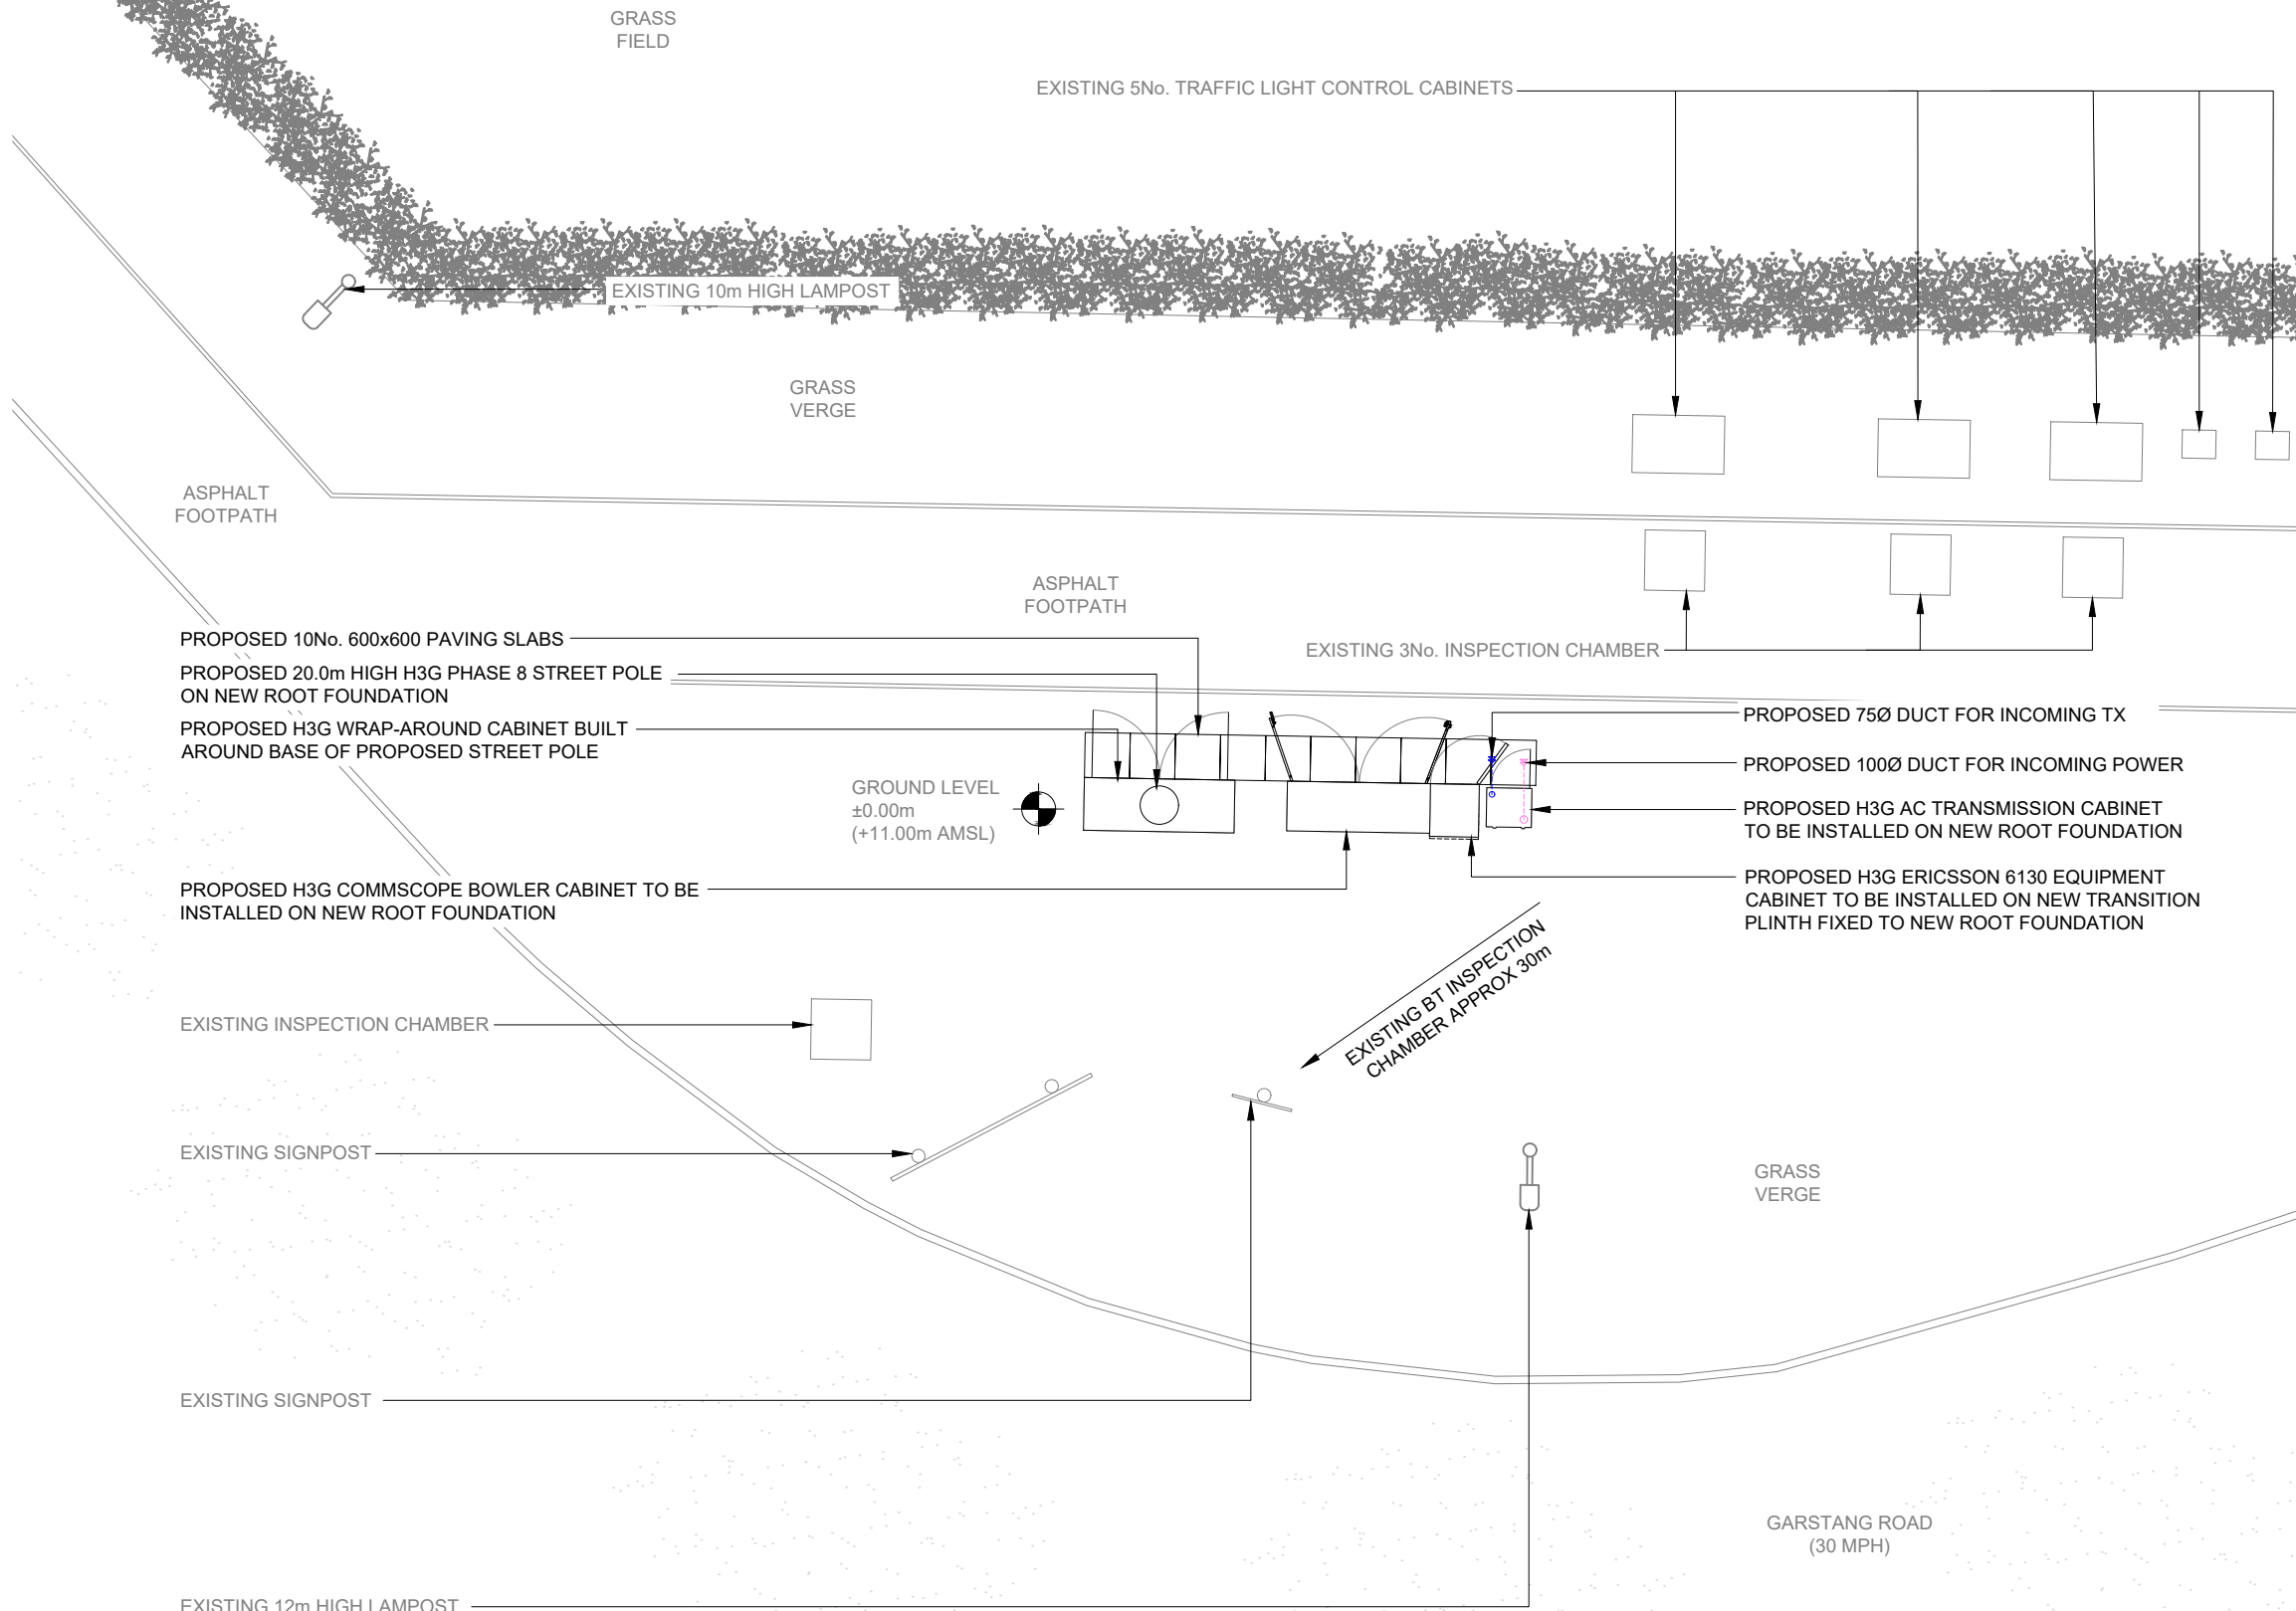 GRASS
FIELD
EXISTING 5No. TRAFFIC LIGHT CONTROL CABINETS
EXISTING 10m HIGH LAMPOST
GRASS
VERGE
ASPHALT
FOOTPATH
ASPHALT
FOOTPATH
PROPOSED 10No. 600x600 PAVING SLABS
EXISTING 3No. INSPECTION CHAMBER
PROPOSED 20.0m HIGH H3G PHASE 8 STREET POLE
ON NEW ROOT FOUNDATION
PROPOSED H3G WRAP-AROUND CABINET BUILT
AROUND BASE OF PROPOSED STREET POLE
PROPOSED 75Ø DUCT FOR INCOMING TX
PROPOSED 100Ø DUCT FOR INCOMING POWER
GROUND LEVEL
±0.00m
(+11.00m AMSL)
PROPOSED H3G AC TRANSMISSION CABINET
TO BE INSTALLED ON NEW ROOT FOUNDATION
PROPOSED H3G COMMSCOPE BOWLER CABINET TO BE
INSTALLED ON NEW ROOT FOUNDATION
PROPOSED H3G ERICSSON 6130 EQUIPMENT
CABINET TO BE INSTALLED ON NEW TRANSITION
PLINTH FIXED TO NEW ROOT FOUNDATION
EXISTING BT INSPECTION
CHAMBER APPROX 30m
EXISTING INSPECTION CHAMBER
EXISTING SIGNPOST
GRASS
VERGE
EXISTING SIGNPOST
GARSTANG ROAD
(30 MPH)
EXISTING 12m HIGH LAMPOST